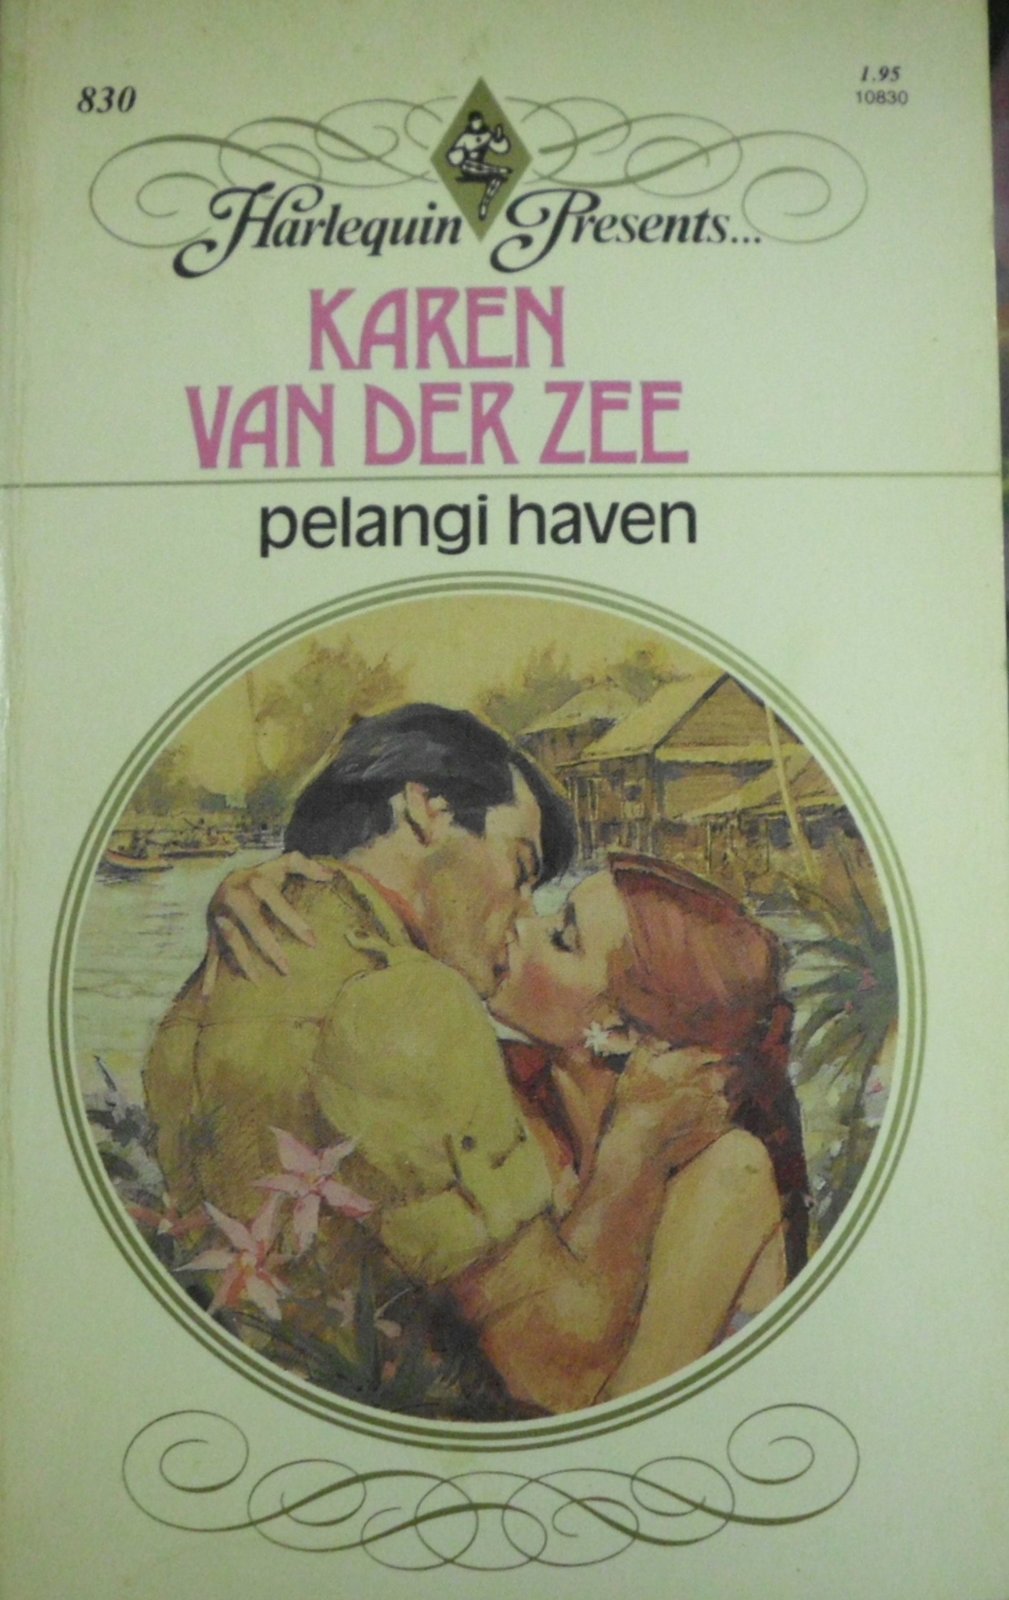 830
1.95
10830
Harlequin Presents...
KAREN
VAN DER ZEE
pelangi haven